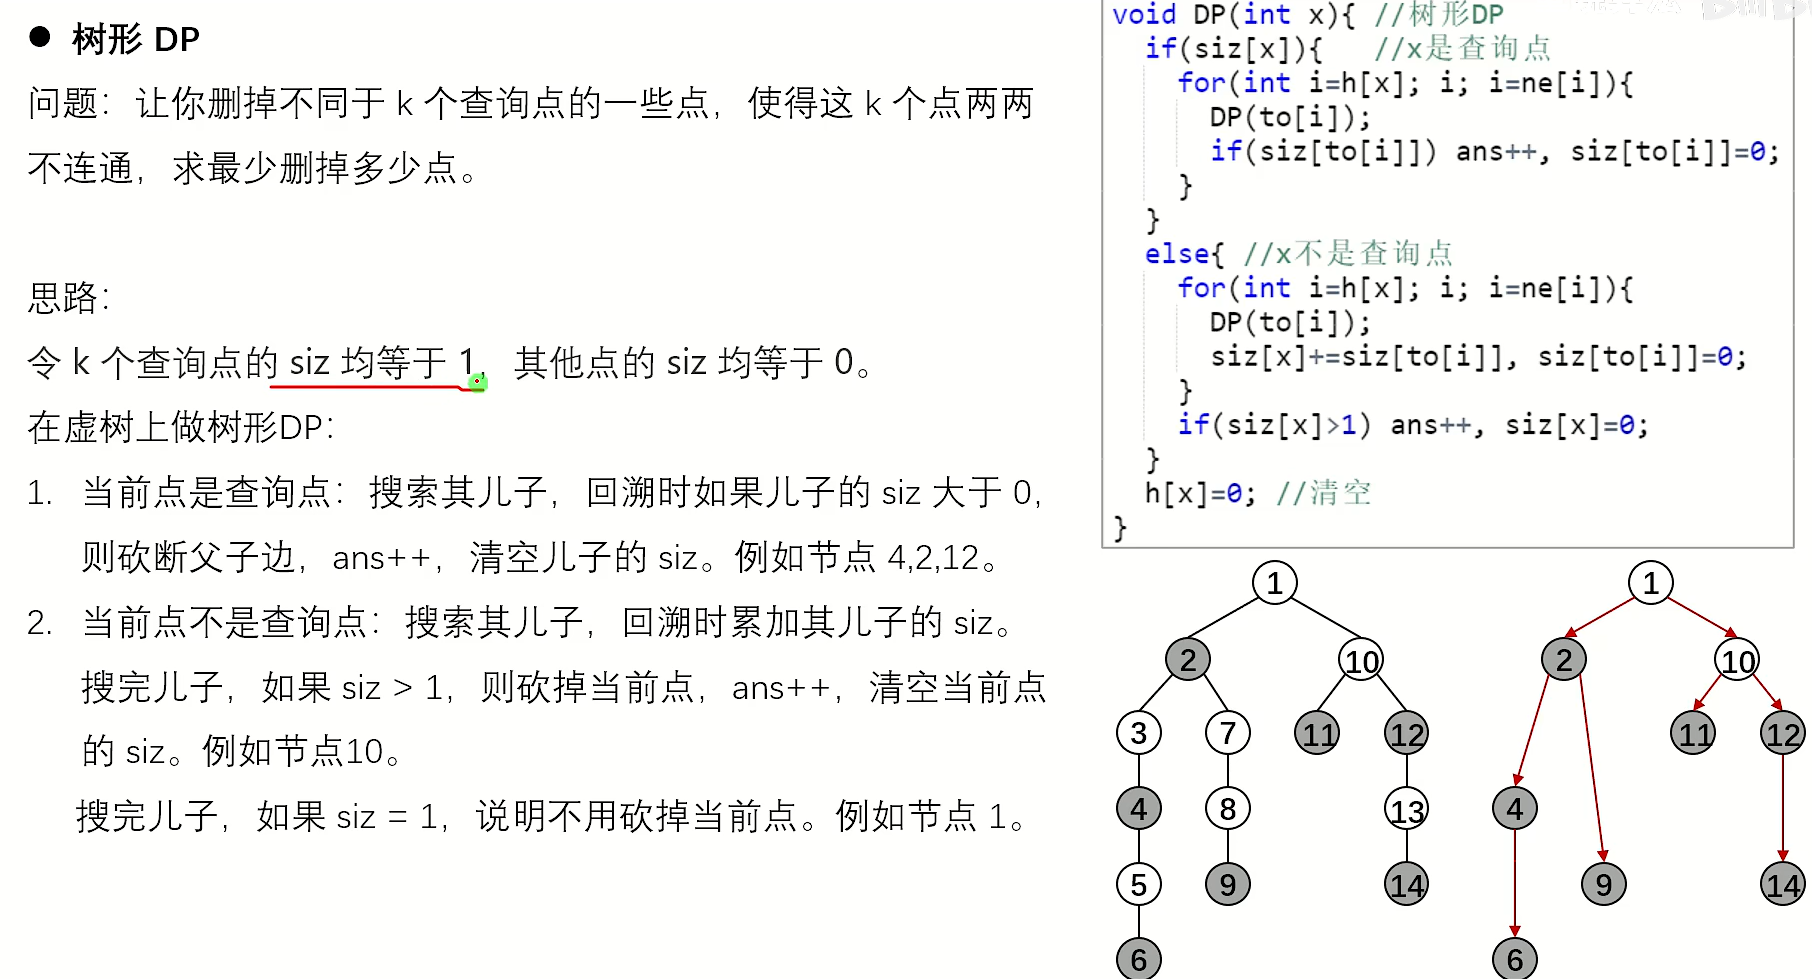 ● 树形 DP
问题：让你删掉不同于 k 个查询点的一些点，使得这 k 个点两两
不连通，求最少删掉多少点。
思路：
令 k 个查询点的 siz 均等于 1，其他点的 siz 均等于 0。
在虚树上做树形DP：
1. 当前点是查询点：搜索其儿子，回溯时如果儿子的 siz 大于 0,
则砍断父子边，ans++，清空儿子的 siz。例如节点 4,2,12。
2. 当前点不是查询点：搜索其儿子，回溯时累加其儿子的 siz。
搜完儿子，如果 siz > 1，则砍掉当前点，ans++，清空当前点
的 siz。例如节点10。
搜完儿子，如果 siz = 1，说明不用砍掉当前点。例如节点 1。
void DP(int x){ //树形DP
if(siz[x]){ //x是查询点
for(int i=h[x]; i; i=ne[i]){
DP(to[i]);
if(siz[to[i]]) ans++, siz[to[i]]=0;
}
}
else{ //x不是查询点
for(int i=h[x]; i; i=ne[i]){
DP(to[i]);
siz[x]+=siz[to[i]], siz[to[i]]=0;
}
if(siz[x]>1) ans++, siz[x]=0;
}
h[x]=0; //清空
}
1
2 10
3 7 11 12
4 8 13
5 9 14
6
1
2 10
11 12
4
9 14
6